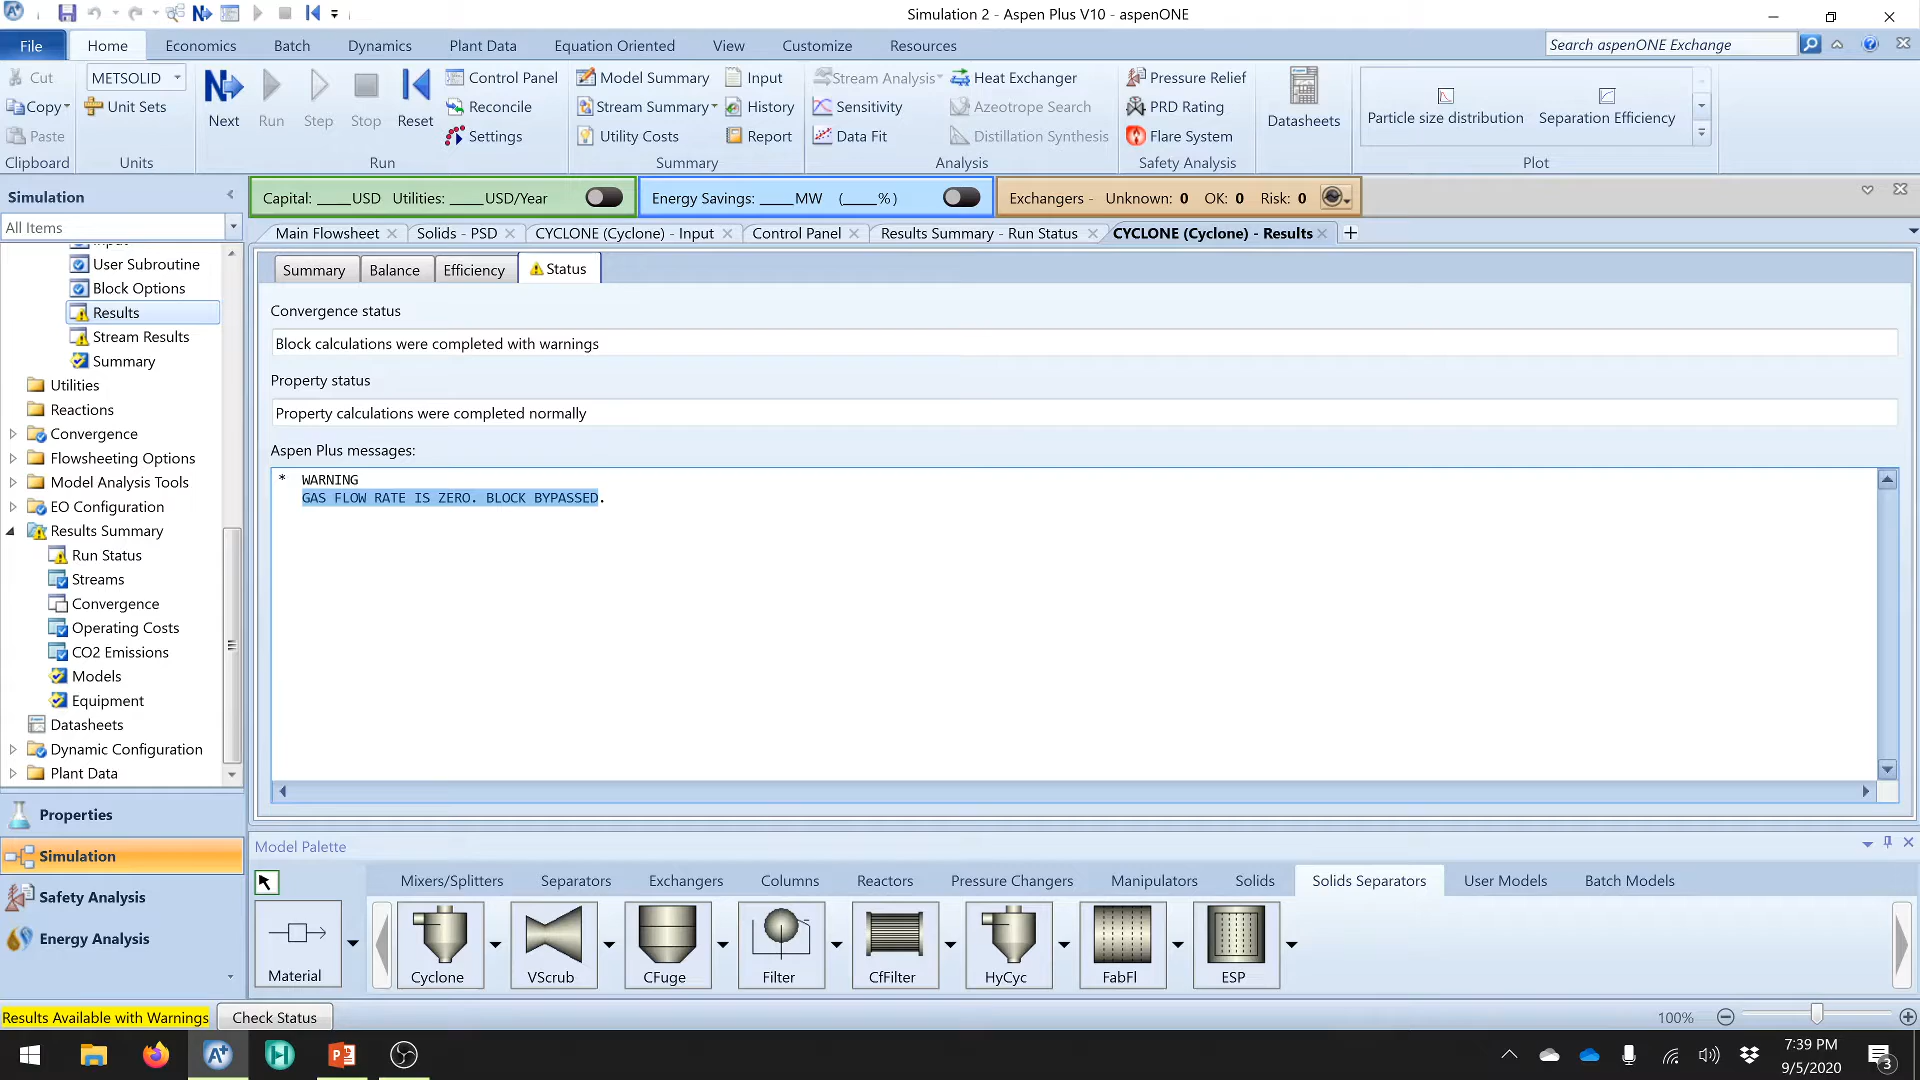 Simulation 2 - Aspen Plus V10 - aspenONE
File
Home
Economics
Batch
Dynamics
Plant Data
Equation Oriented
View
Customize
Resources
Search aspenONE Exchange
Cut
Copy
Paste
Clipboard
METSOLID
Unit Sets
Units
Next
Run
Step
Stop
Reset
Control Panel
Reconcile
Settings
Run
Model Summary
Stream Summary
Utility Costs
Input
History
Report
Summary
Stream Analysis
Sensitivity
Data Fit
Heat Exchanger
Azeotrope Search
Distillation Synthesis
Analysis
Pressure Relief
PRD Rating
Flare System
Safety Analysis
Datasheets
Particle size distribution
Separation Efficiency
Plot
Simulation
All Items
Capital: _____USD Utilities: _____USD/Year
Energy Savings: _____MW (_____%)
Exchangers - Unknown: 0 OK: 0 Risk: 0
Main Flowsheet
Solids - PSD
CYCLONE (Cyclone) - Input
Control Panel
Results Summary - Run Status
CYCLONE (Cyclone) - Results
Input
User Subroutine
Block Options
Results
Stream Results
Summary
Utilities
Reactions
Convergence
Flowsheeting Options
Model Analysis Tools
EO Configuration
Results Summary
Run Status
Streams
Convergence
Operating Costs
CO2 Emissions
Models
Equipment
Datasheets
Dynamic Configuration
Plant Data
Properties
Simulation
Safety Analysis
Energy Analysis
Summary
Balance
Efficiency
Status
Convergence status
Block calculations were completed with warnings
Property status
Property calculations were completed normally
Aspen Plus messages:
* WARNING
GAS FLOW RATE IS ZERO. BLOCK BYPASSED.
Model Palette
Mixers/Splitters
Separators
Exchangers
Columns
Reactors
Pressure Changers
Manipulators
Solids
Solids Separators
User Models
Batch Models
Material
Cyclone
VScrub
CFuge
Filter
CfFilter
HyCyc
FabFl
ESP
Results Available with Warnings
Check Status
100%
7:39 PM
9/5/2020
3